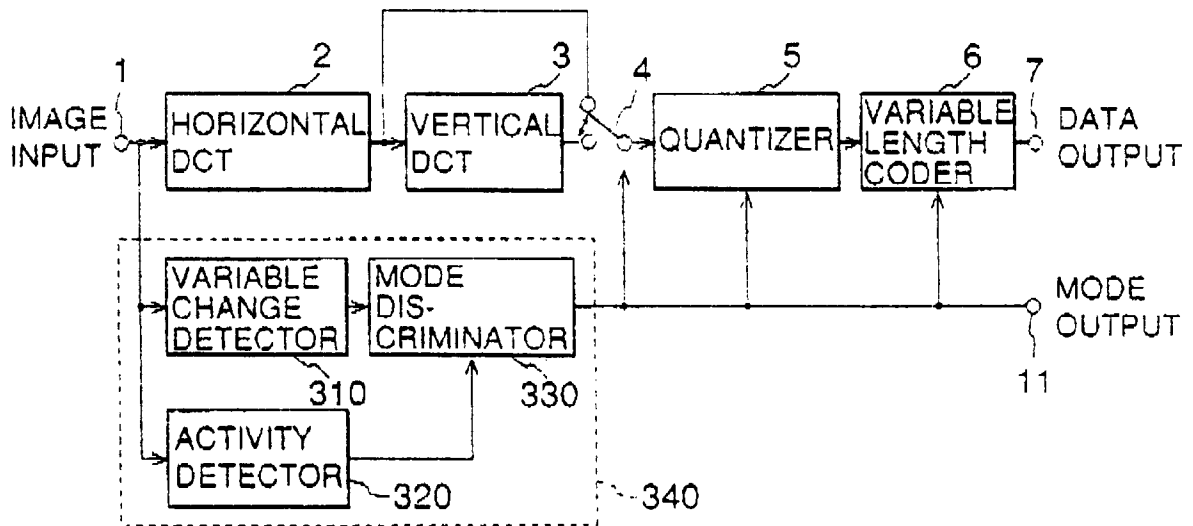 1
IMAGE
INPUT
2
HORIZONTAL
DCT
3
VERTICAL
DCT
4
5
QUANTIZER
6
VARIABLE
LENGTH
CODER
7
DATA
OUTPUT
VARIABLE
CHANGE
DETECTOR
310
MODE
DIS-
CRIMINATOR
330
MODE
OUTPUT
11
ACTIVITY
DETECTOR
320
340